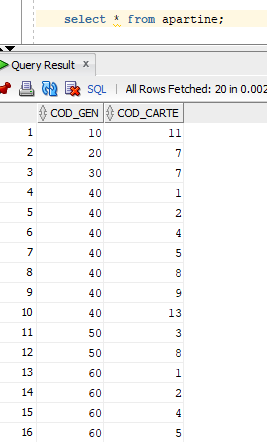 select * from apartine;
Query Result x
SQL | All Rows Fetched: 20 in 0.002
COD_GEN COD_CARTE
1 10 11
2 20 7
3 30 7
4 40 1
5 40 2
6 40 4
7 40 5
8 40 8
9 40 9
10 40 13
11 50 3
12 50 8
13 60 1
14 60 2
15 60 4
16 60 5